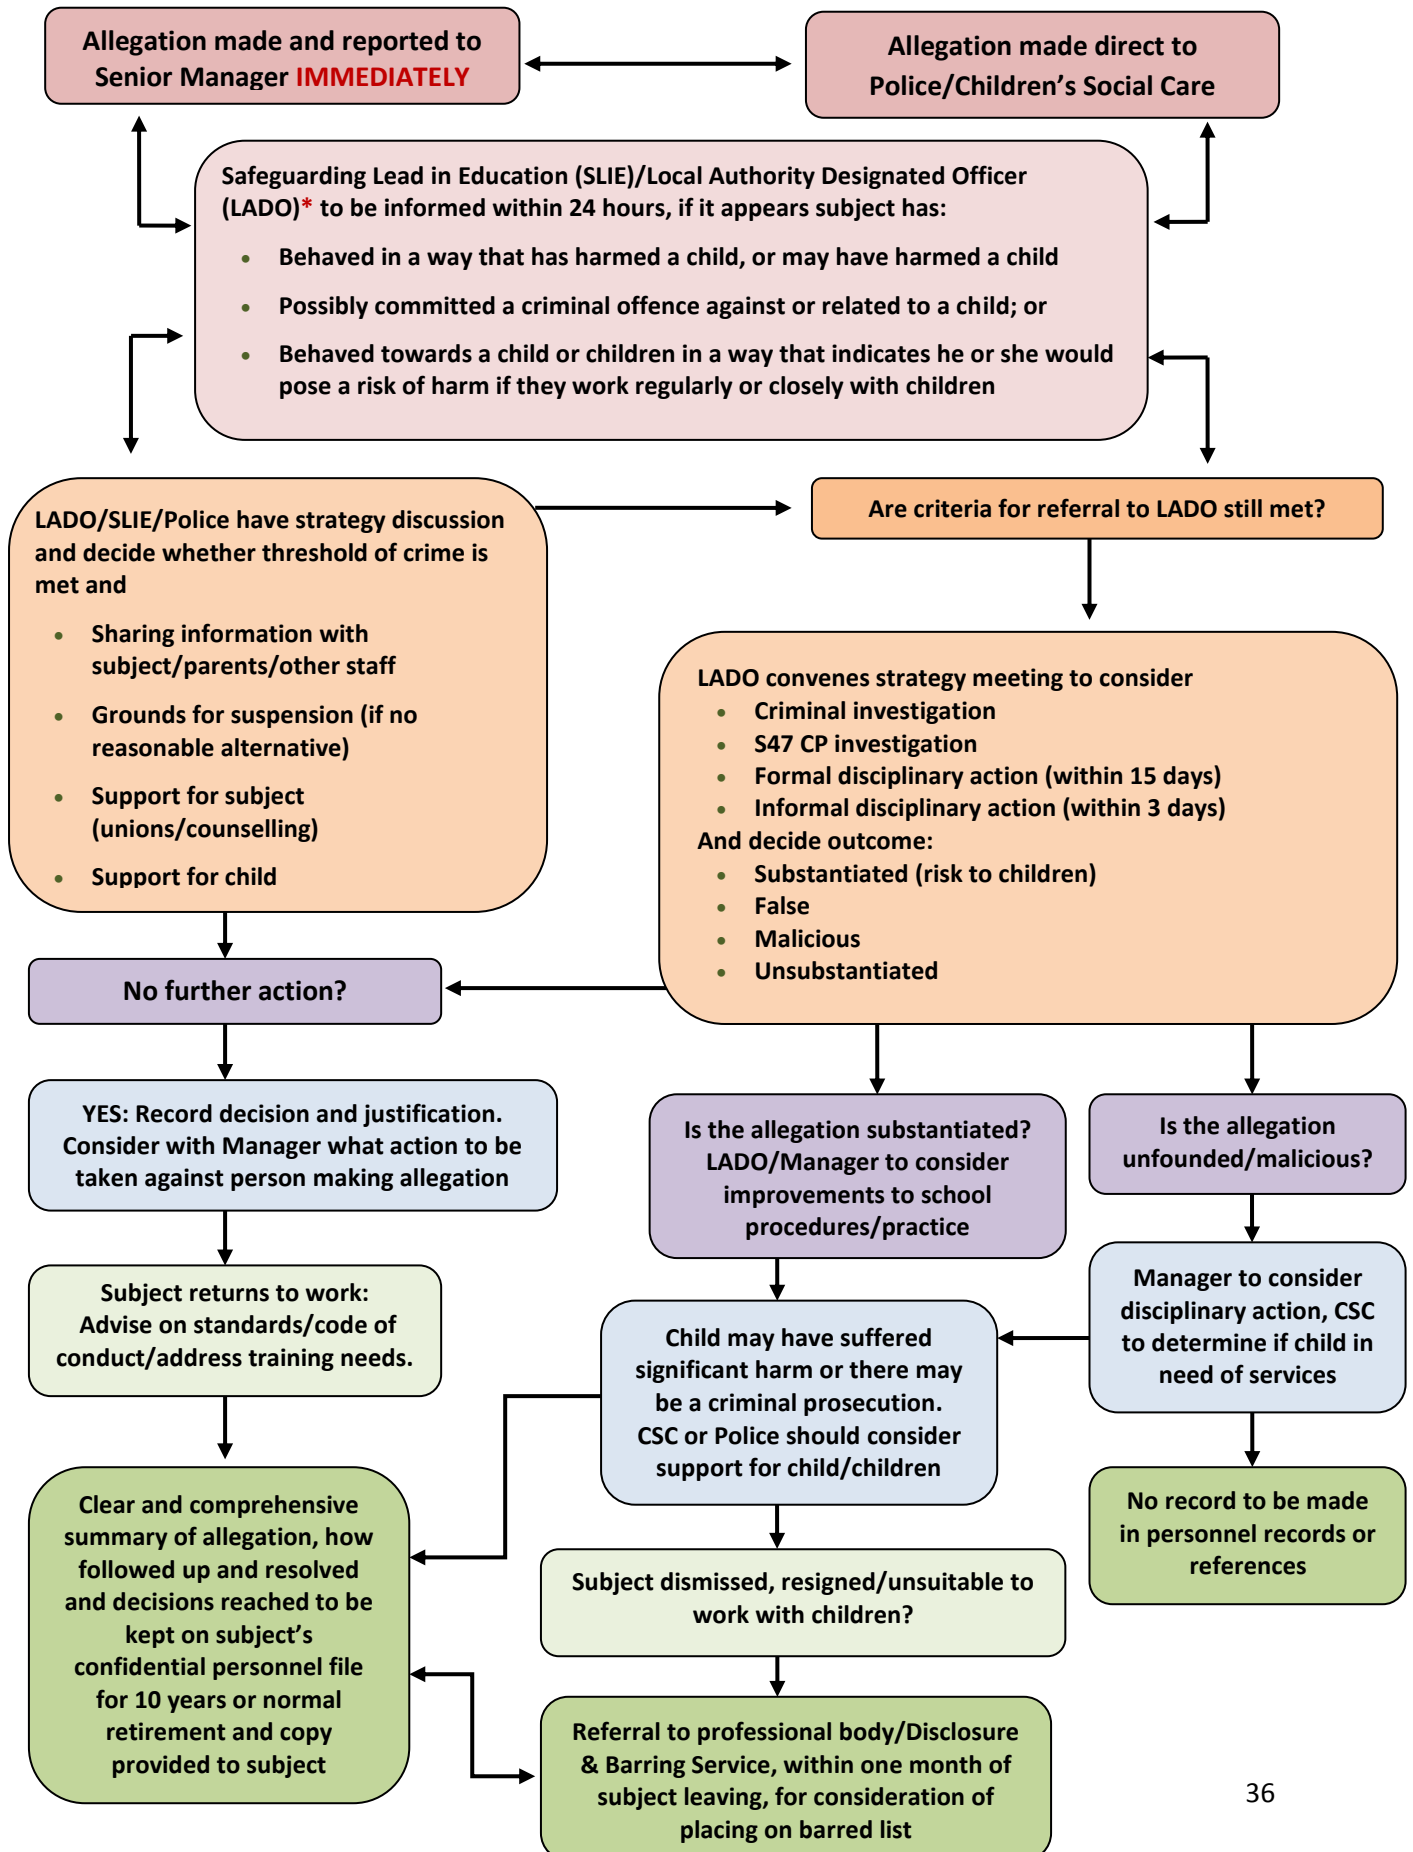 Allegation made and reported to
Senior Manager IMMEDIATELY
Allegation made direct to
Police/Children's Social Care
Safeguarding Lead in Education (SLIE)/Local Authority Designated Officer
(LADO)* to be informed within 24 hours, if it appears subject has:
• Behaved in a way that has harmed a child, or may have harmed a child
• Possibly committed a criminal offence against or related to a child; or
• Behaved towards a child or children in a way that indicates he or she would
pose a risk of harm if they work regularly or closely with children
LADO/SLIE/Police have strategy discussion
and decide whether threshold of crime is
met and
• Sharing information with
subject/parents/other staff
• Grounds for suspension (if no
reasonable alternative)
• Support for subject
(unions/counselling)
• Support for child
Are criteria for referral to LADO still met?
LADO convenes strategy meeting to consider
• Criminal investigation
• S47 CP investigation
• Formal disciplinary action (within 15 days)
• Informal disciplinary action (within 3 days)
And decide outcome:
• Substantiated (risk to children)
• False
• Malicious
• Unsubstantiated
No further action?
YES: Record decision and justification.
Consider with Manager what action to be
taken against person making allegation
Is the allegation substantiated?
LADO/Manager to consider
improvements to school
procedures/practice
Is the allegation
unfounded/malicious?
Subject returns to work:
Advise on standards/code of
conduct/address training needs.
Child may have suffered
significant harm or there may
be a criminal prosecution.
CSC or Police should consider
support for child/children
Manager to consider
disciplinary action, CSC
to determine if child in
need of services
Clear and comprehensive
summary of allegation, how
followed up and resolved
and decisions reached to be
kept on subject's
confidential personnel file
for 10 years or normal
retirement and copy
provided to subject
No record to be made
in personnel records or
references
Subject dismissed, resigned/unsuitable to
work with children?
Referral to professional body/Disclosure
& Barring Service, within one month of
subject leaving, for consideration of
placing on barred list
36